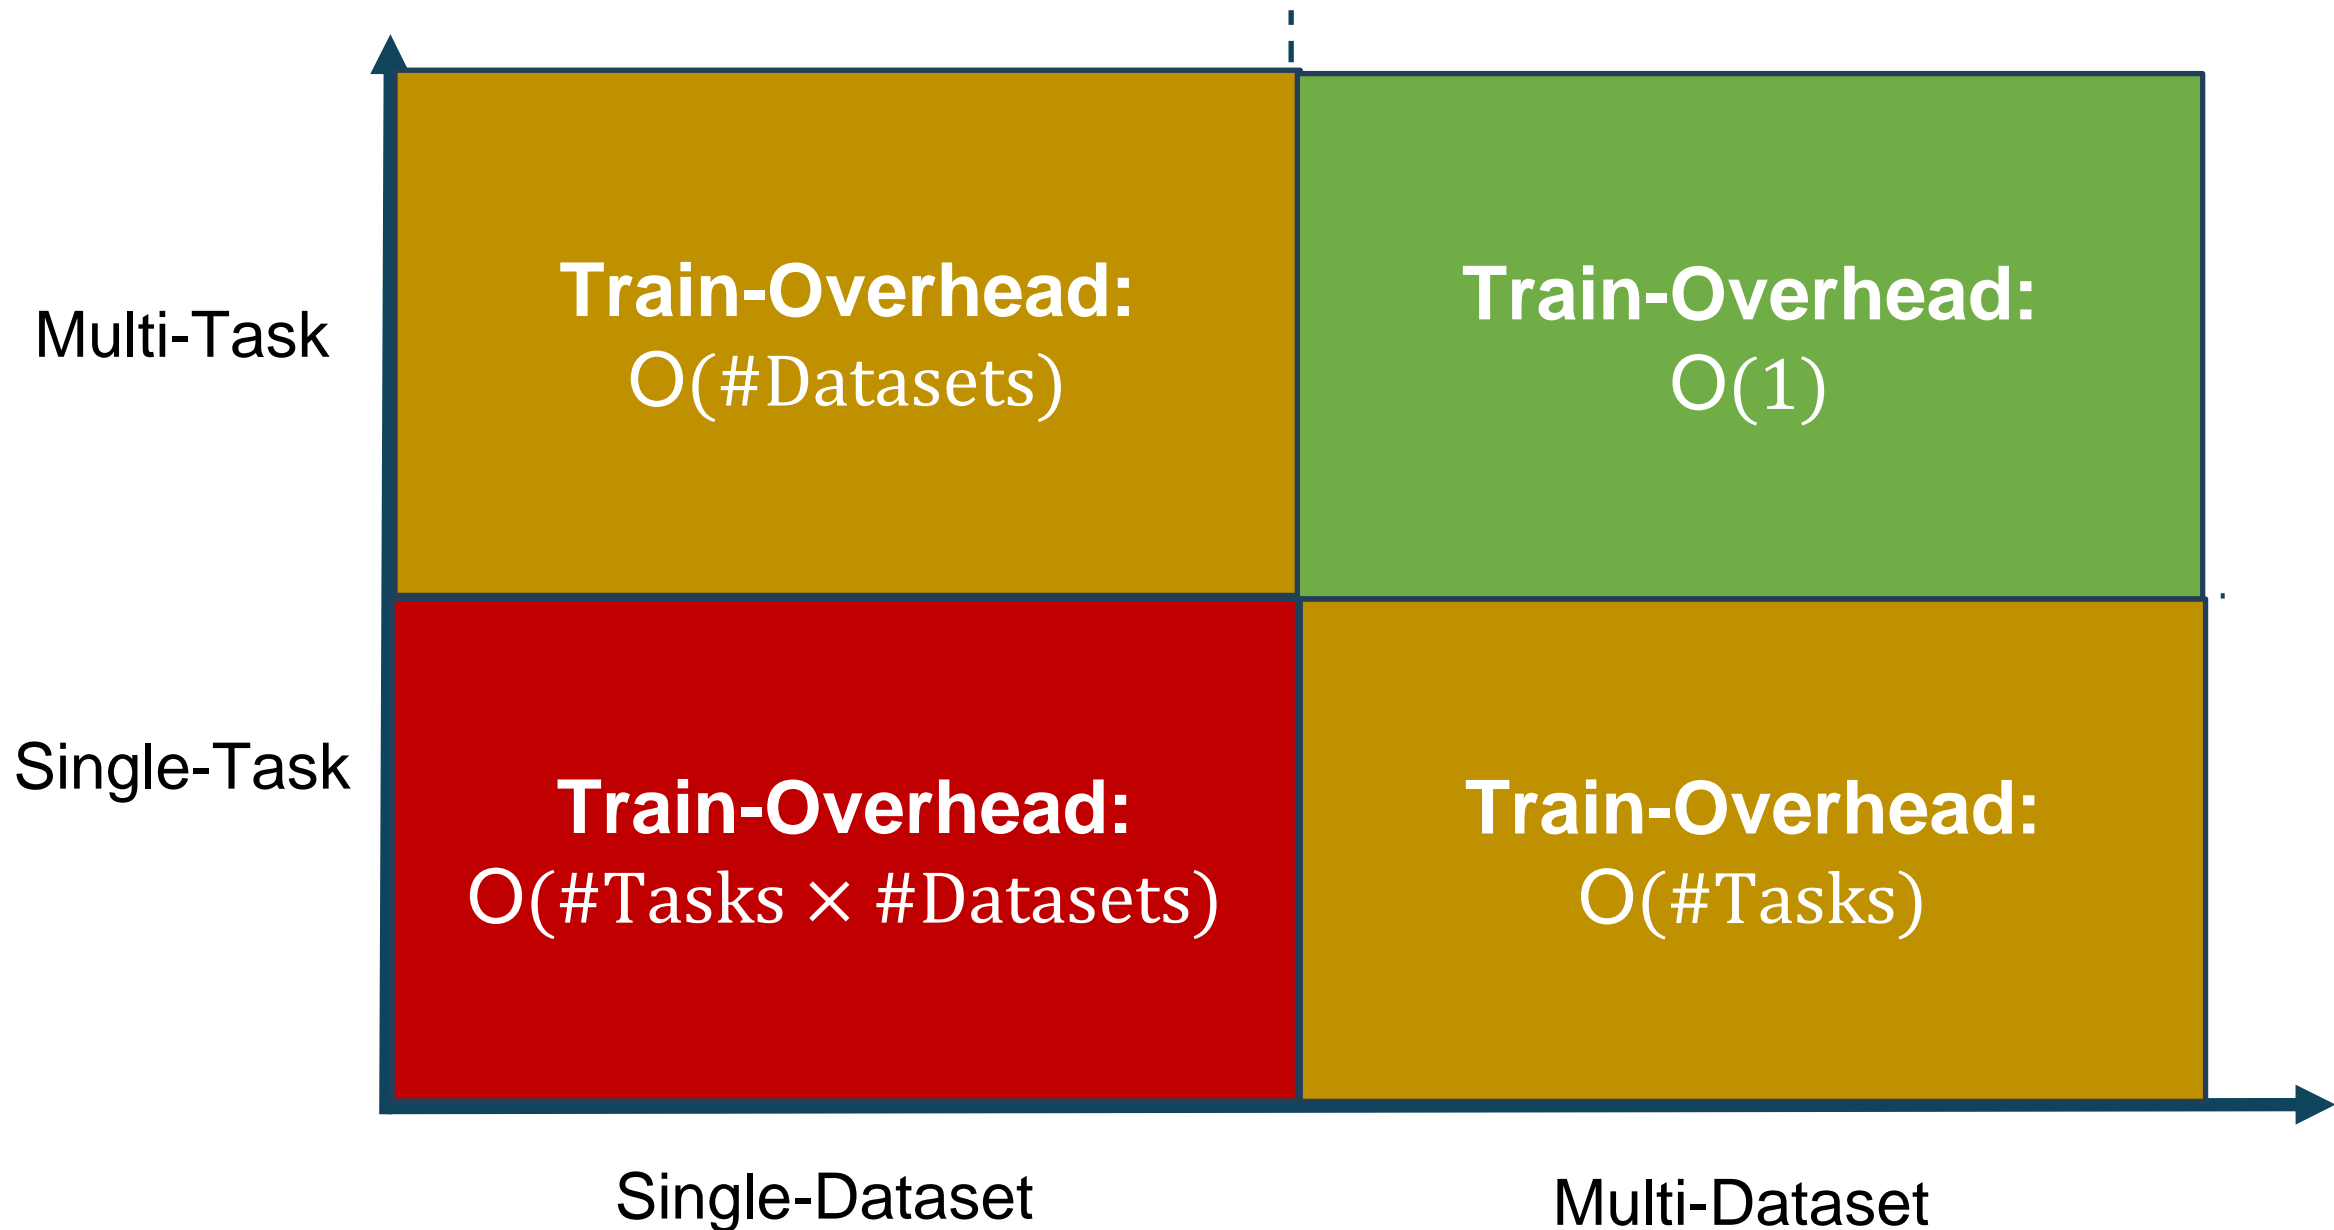 Multi-Task
Train-Overhead:
O(#Datasets)
Train-Overhead:
O(1)
Single-Task
Train-Overhead:
O(#Tasks × #Datasets)
Train-Overhead:
O(#Tasks)
Single-Dataset
Multi-Dataset